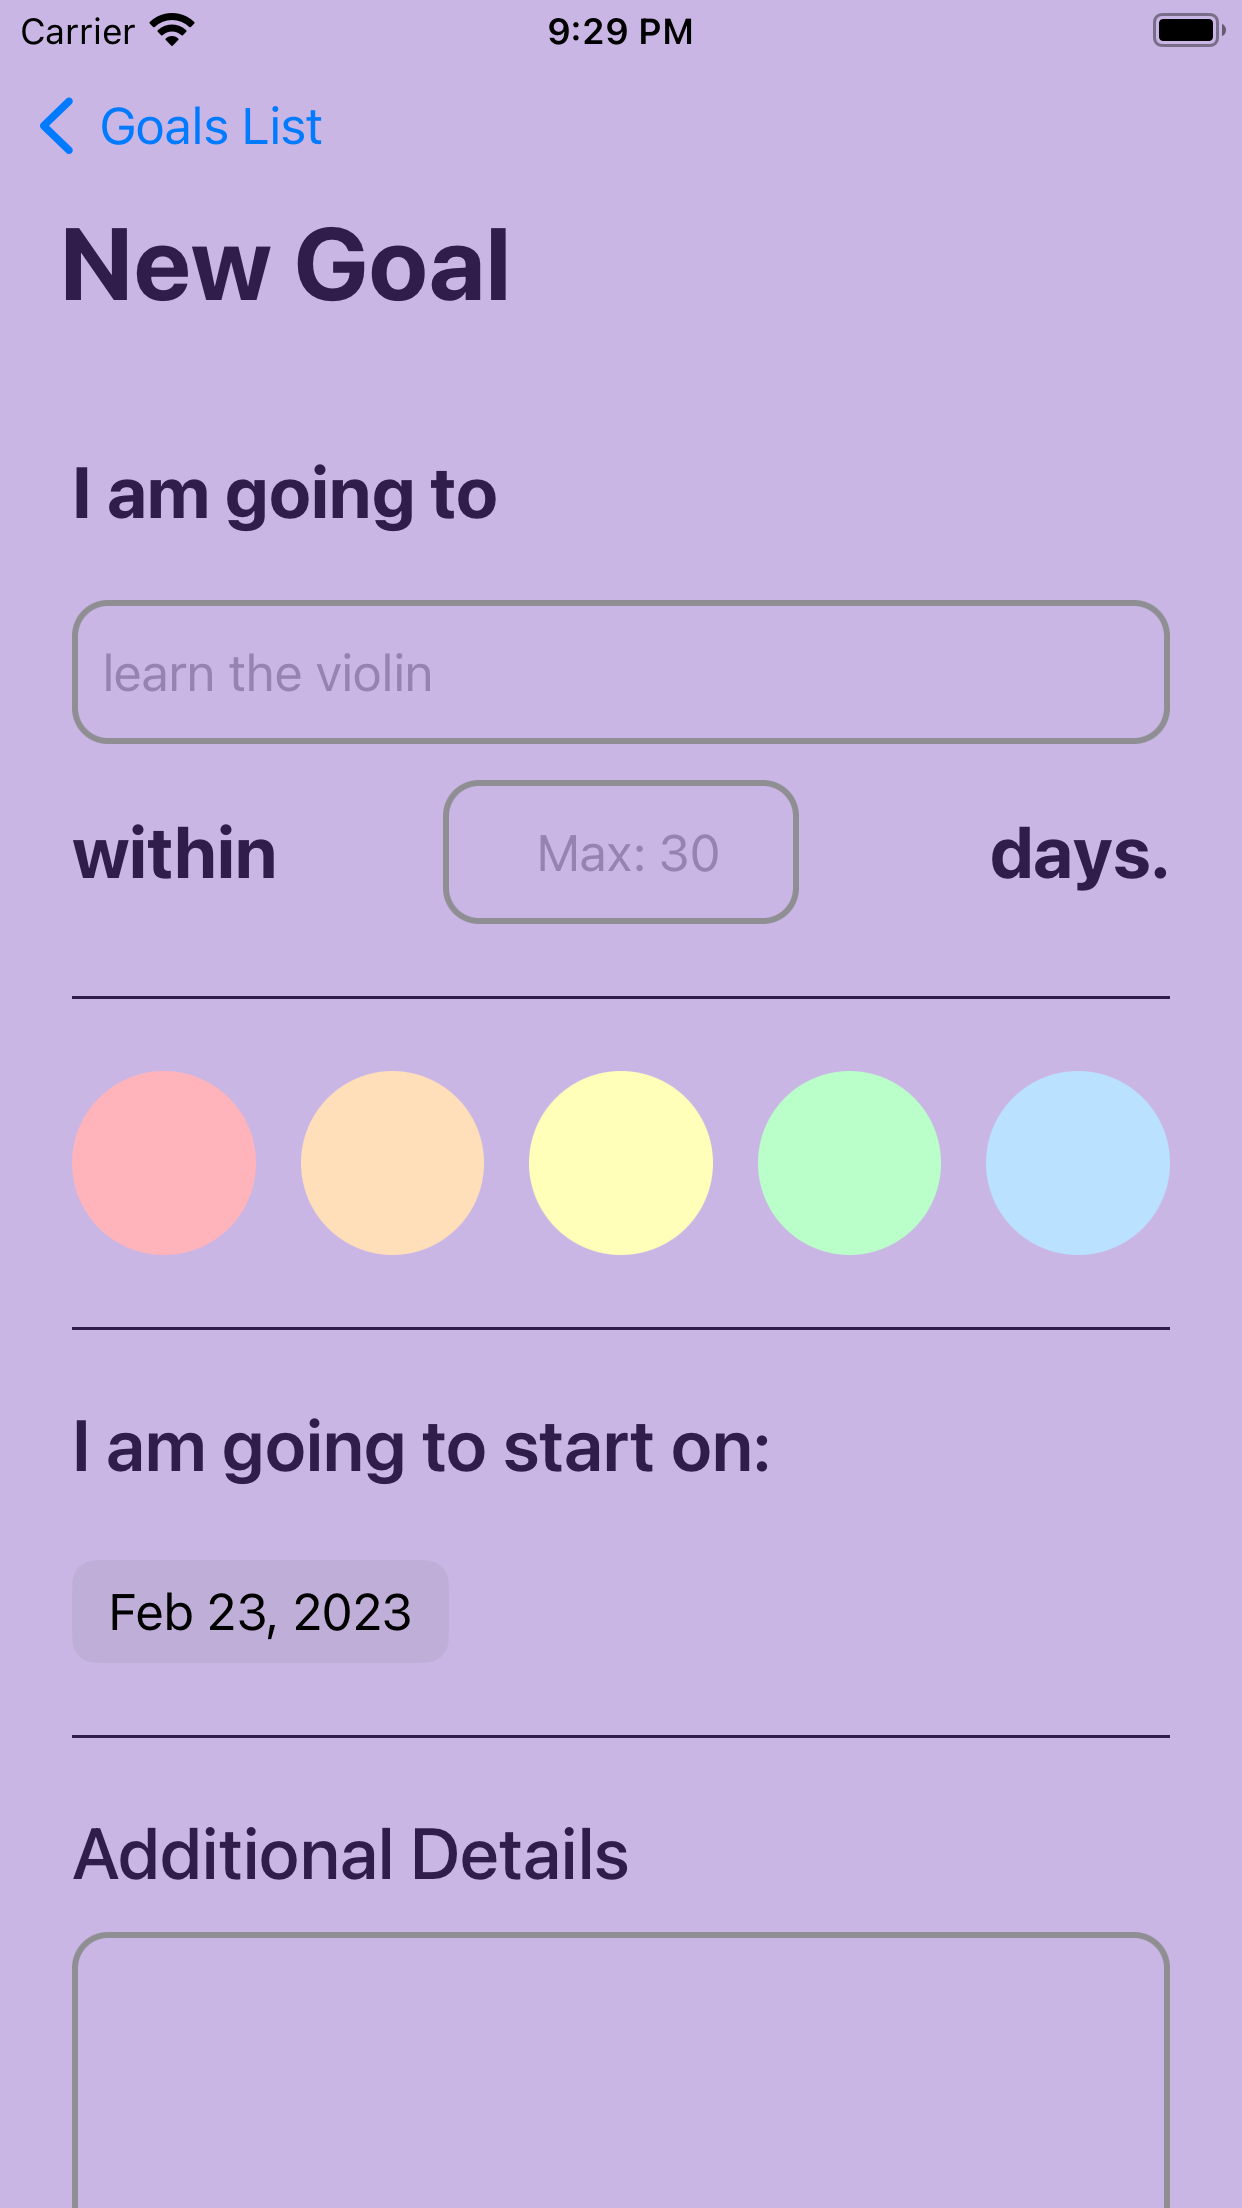 Carrier 9:29 PM
Goals List
New Goal
I am going to
learn the violin
within Max: 30 days.
I am going to start on:
Feb 23, 2023
Additional Details